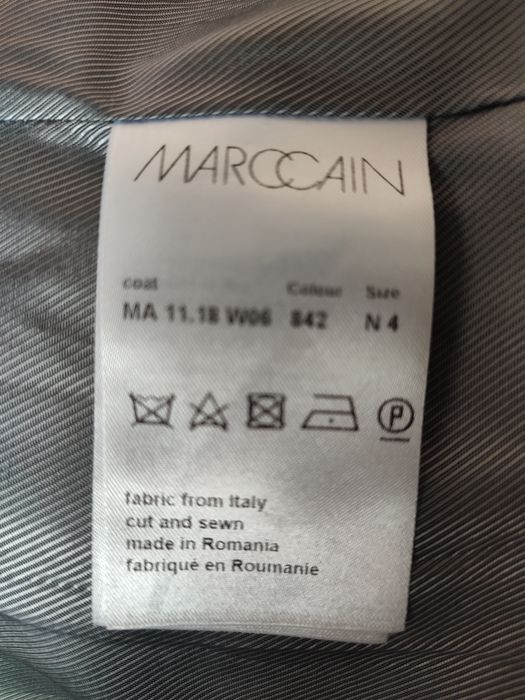 MARCCAIN
coat Colour Size
MA 11.18 W06 842 N 4
P
fabric from Italy
cut and sewn
made in Romania
fabriqué en Roumanie